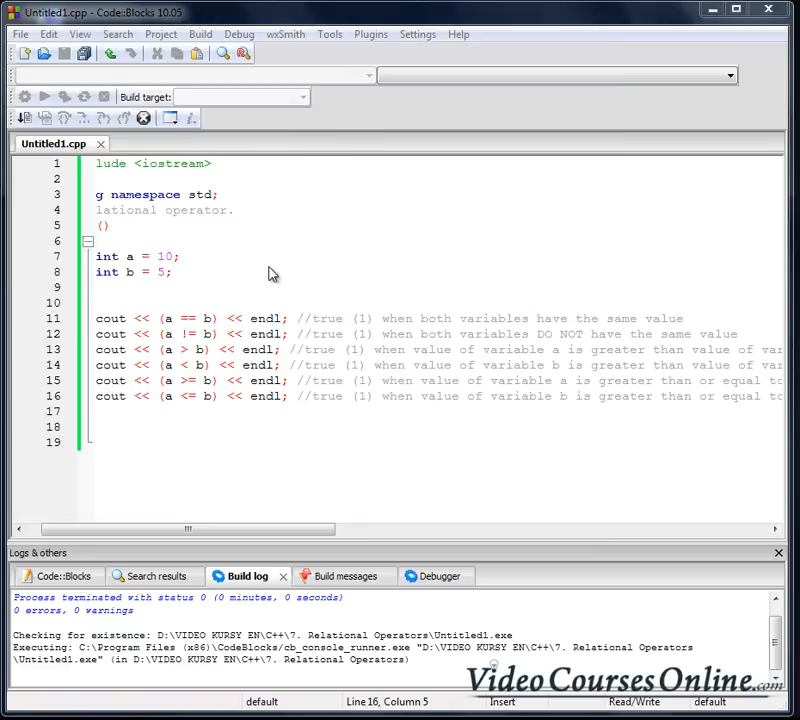 Untitled1.cpp - Code::Blocks 10.05
File Edit View Search Project Build Debug wxSmith Tools Plugins Settings Help
Build target:
Untitled1.cpp
1 lude <iostream>
2
3 g namespace std;
4 lational operator.
5 ()
6
7 int a = 10;
8 int b = 5;
9
10
11 cout << (a == b) << endl; //true (1) when both variables have the same value
12 cout << (a != b) << endl; //true (1) when both variables DO NOT have the same value
13 cout << (a > b) << endl; //true (1) when value of variable a is greater than value of var
14 cout << (a < b) << endl; //true (1) when value of variable b is greater than value of va
15 cout << (a >= b) << endl; //true (1) when value of variable a is greater than or equal to
16 cout << (a <= b) << endl; //true (1) when value of variable b is greater than or equal to
17
18
19
Logs & others
Code::Blocks Search results Build log Build messages Debugger
Process terminated with status 0 (0 minutes, 0 seconds)
0 errors, 0 warnings
Checking for existence: D:\VIDEO KURSY EN\C++\7. Relational Operators\Untitled1.exe
Executing: C:\Program Files (x86)\CodeBlocks/cb_console_runner.exe "D:\VIDEO KURSY EN\C++\7. Relational Operators
\Untitled1.exe" (in D:\VIDEO KURSY EN\C++\7. Relational Operators)
VideoCoursesOnline.com
default Line 16, Column 5 Insert Read/Write default